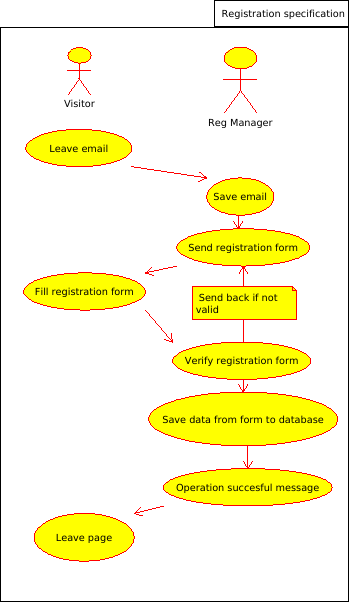 Registration specification
Visitor
Reg Manager
Leave email
Save email
Send registration form
Fill registration form
Send back if not
valid
Verify registration form
Save data from form to database
Operation succesful message
Leave page